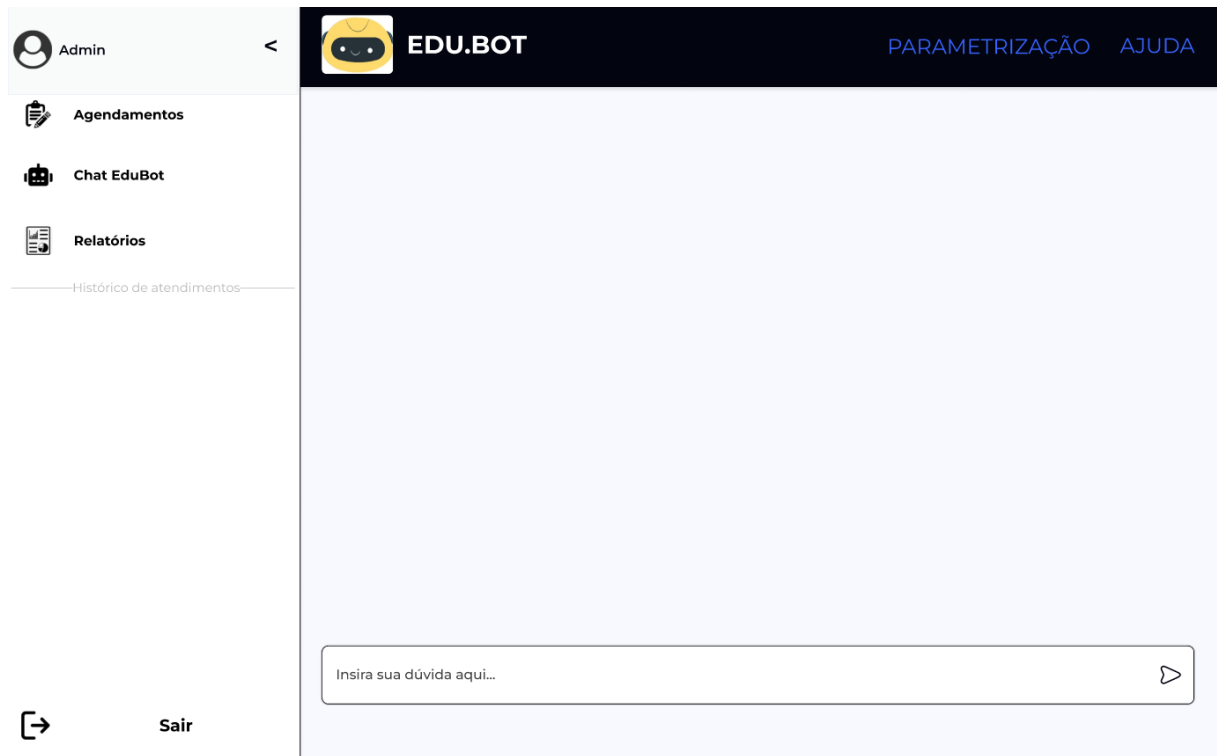 Admin
<
EDU.BOT
PARAMETRIZAÇÃO
AJUDA
Agendamentos
Chat EduBot
Relatórios
Histórico de atendimentos
Insira sua dúvida aqui...
Sair